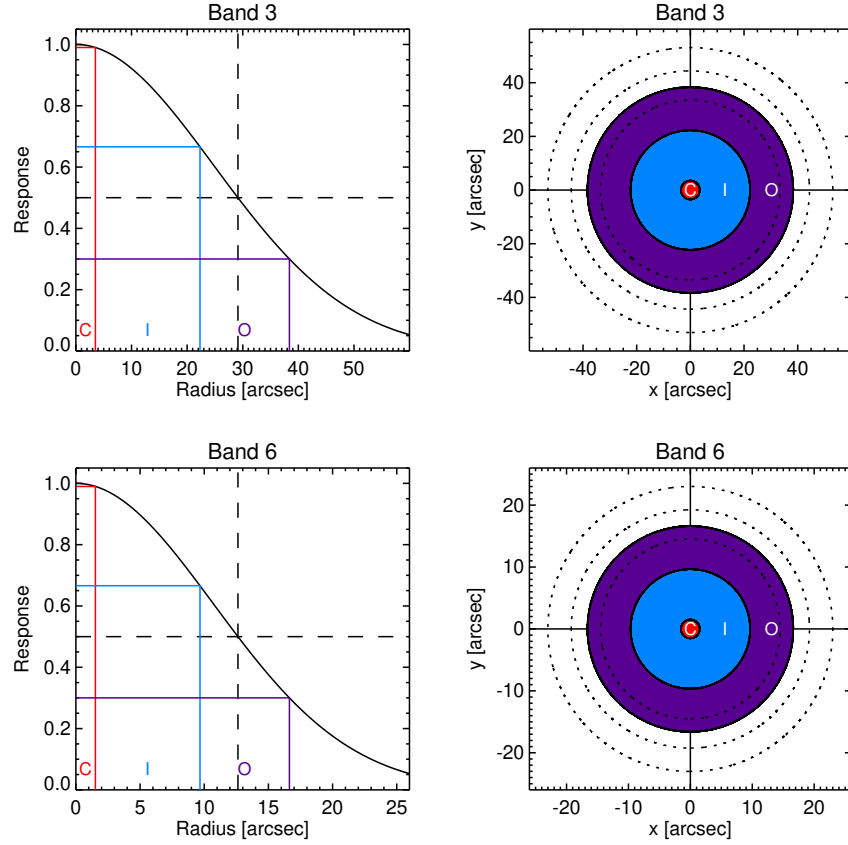 Band 3
1.0
0.8
0.6
0.4
0.2
0.0
Response
C I O
0 10 20 30 40 50
Radius [arcsec]
Band 3
40
20
0
-20
-40
y [arcsec]
C I O
-40 -20 0 20 40
x [arcsec]
Band 6
1.0
0.8
0.6
0.4
0.2
0.0
Response
C I O
0 5 10 15 20 25
Radius [arcsec]
Band 6
20
10
0
-10
-20
y [arcsec]
C I O
-20 -10 0 10 20
x [arcsec]